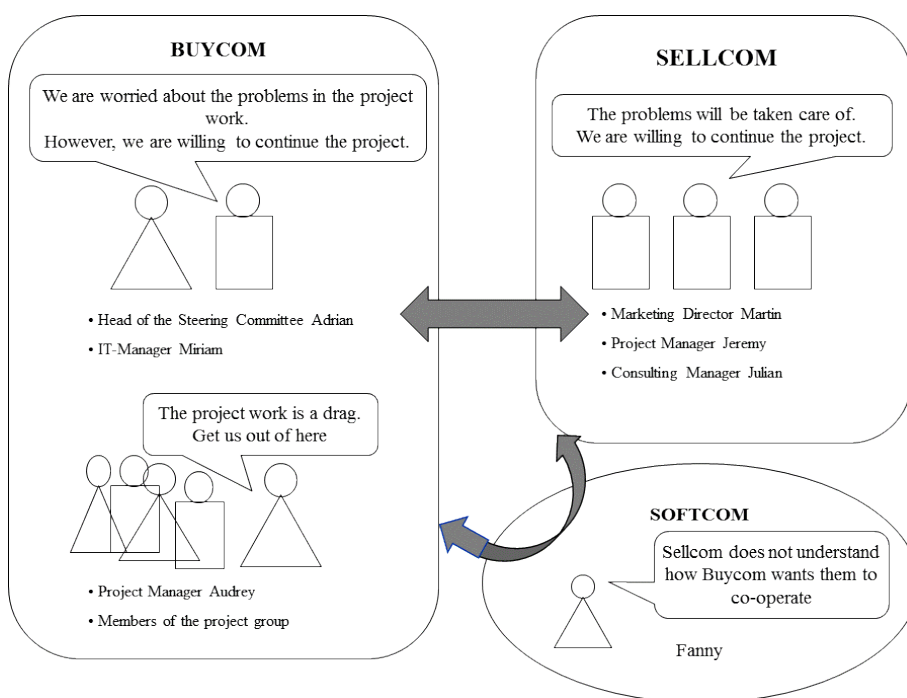 BUYCOM
We are worried about the problems in the project
work.
However, we are willing to continue the project.
• Head of the Steering Committee Adrian
• IT-Manager Miriam
The project work is a drag.
Get us out of here
• Project Manager Audrey
• Members of the project group
SELLCOM
The problems will be taken care of.
We are willing to continue the project.
• Marketing Director Martin
• Project Manager Jeremy
• Consulting Manager Julian
SOFTCOM
Sellcom does not understand
how Buycom wants them to
co-operate
Fanny